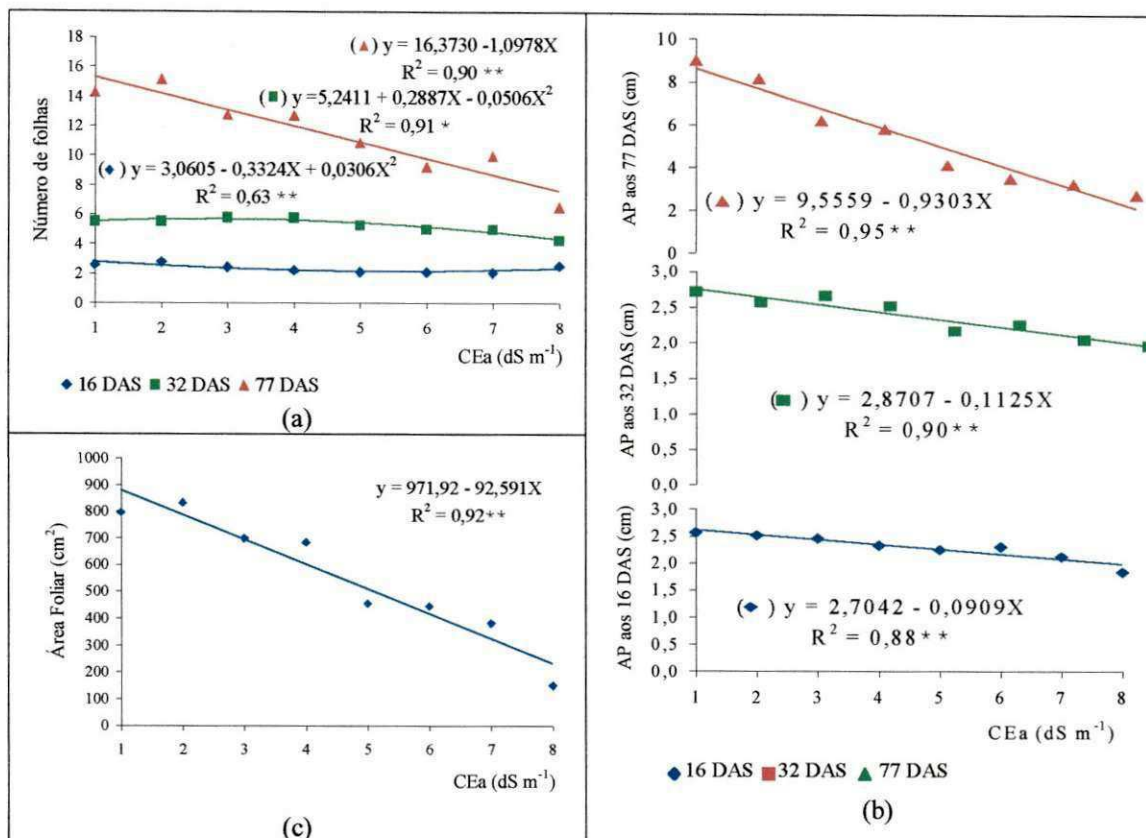 (▲) y = 16,3730 -1,0978X
R² = 0,90 **
(■) y =5,2411 + 0,2887X - 0,0506X²
R² = 0,91 *
(◆) y = 3,0605 - 0,3324X + 0,0306X²
R² = 0,63 **
Número de folhas
18
16
14
12
10
8
6
4
2
0
1 2 3 4 5 6 7 8
CEa (dS m⁻¹)
◆ 16 DAS ■ 32 DAS ▲ 77 DAS
(a)
AP aos 77 DAS (cm)
10
8
6
4
2
0
(▲) y = 9,5559 - 0,9303X
R² = 0,95 **
AP aos 32 DAS (cm)
3,0
2,5
2,0
1,5
1,0
0,5
0,0
(■) y = 2,8707 - 0,1125X
R² = 0,90 **
AP aos 16 DAS (cm)
3,0
2,5
2,0
1,5
1,0
0,5
0,0
(◆) y = 2,7042 - 0,0909X
R² = 0,88 **
1 2 3 4 5 6 7 8
CEa (dS m⁻¹)
◆ 16 DAS ■ 32 DAS ▲ 77 DAS
(b)
Área Foliar (cm²)
1000
900
800
700
600
500
400
300
200
100
0
y = 971,92 - 92,591X
R² = 0,92**
1 2 3 4 5 6 7 8
CEa (dS m⁻¹)
(c)